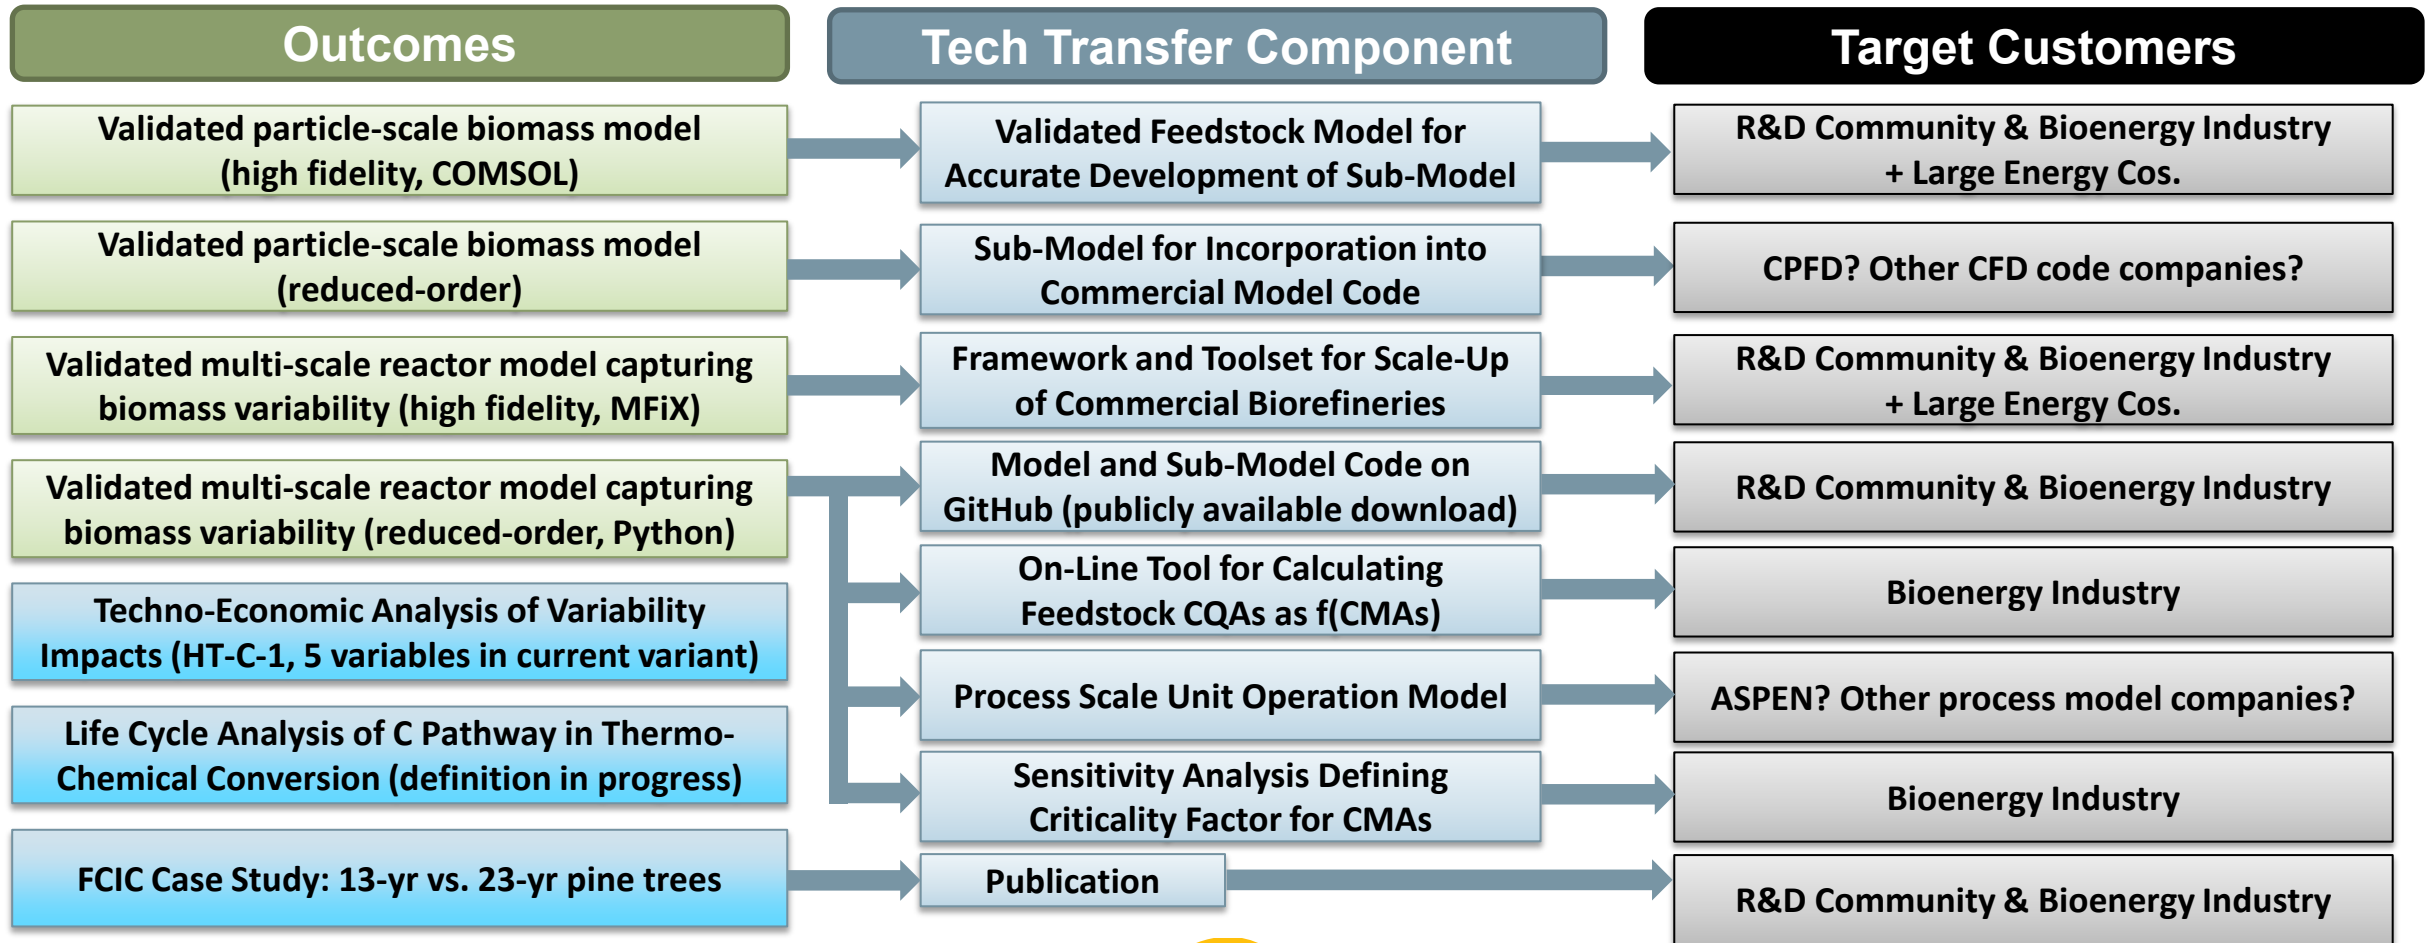 Outcomes
Tech Transfer Component
Target Customers
Validated particle-scale biomass model
(high fidelity, COMSOL)
Validated Feedstock Model for
Accurate Development of Sub-Model
R&D Community & Bioenergy Industry
+ Large Energy Cos.
Validated particle-scale biomass model
(reduced-order)
Sub-Model for Incorporation into
Commercial Model Code
CPFD? Other CFD code companies?
Validated multi-scale reactor model capturing
biomass variability (high fidelity, MFiX)
Framework and Toolset for Scale-Up
of Commercial Biorefineries
R&D Community & Bioenergy Industry
+ Large Energy Cos.
Validated multi-scale reactor model capturing
biomass variability (reduced-order, Python)
Model and Sub-Model Code on
GitHub (publicly available download)
R&D Community & Bioenergy Industry
Techno-Economic Analysis of Variability
Impacts (HT-C-1, 5 variables in current variant)
On-Line Tool for Calculating
Feedstock CQAs as f(CMAs)
Bioenergy Industry
Life Cycle Analysis of C Pathway in Thermo-
Chemical Conversion (definition in progress)
Process Scale Unit Operation Model
ASPEN? Other process model companies?
Sensitivity Analysis Defining
Criticality Factor for CMAs
Bioenergy Industry
FCIC Case Study: 13-yr vs. 23-yr pine trees
Publication
R&D Community & Bioenergy Industry